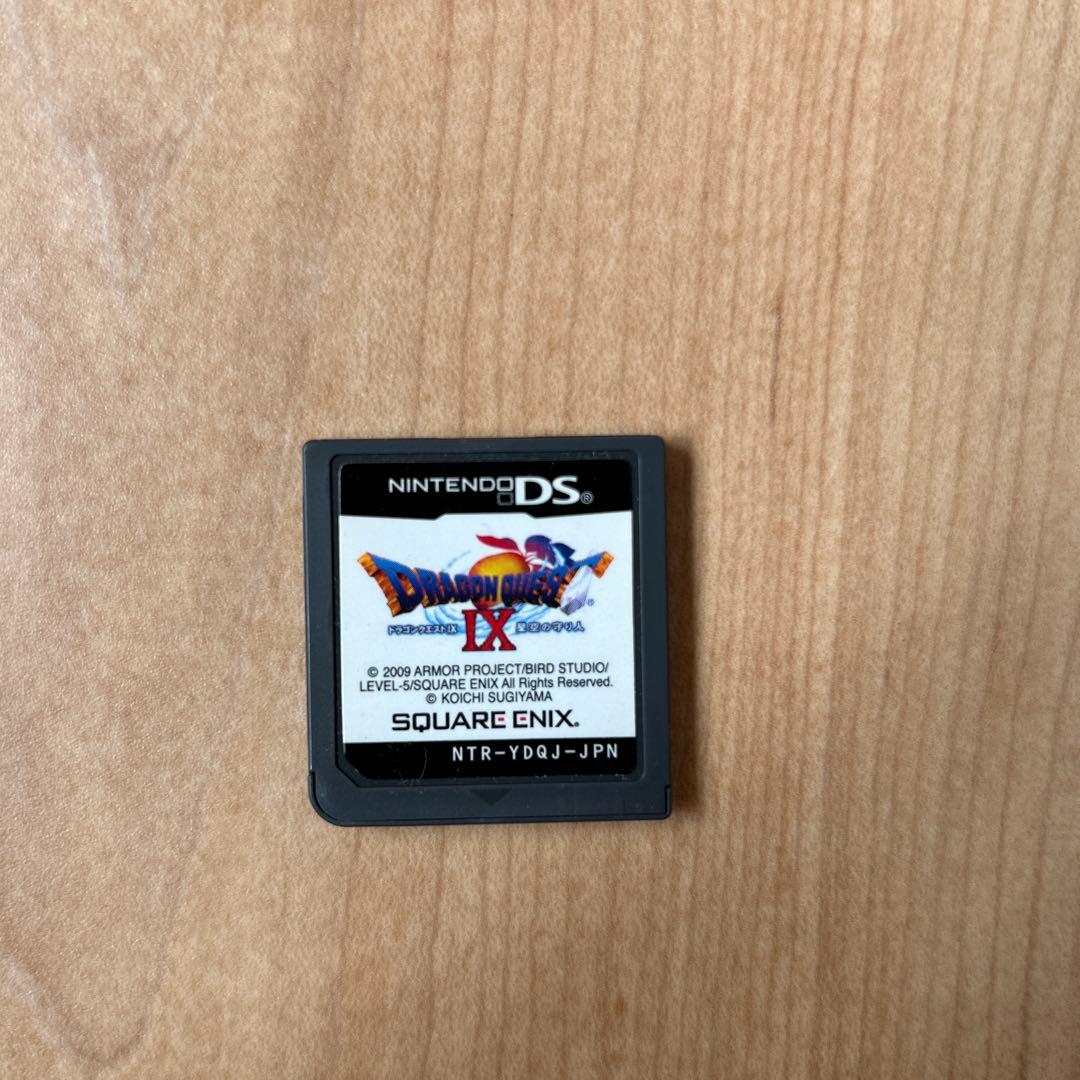 NINTENDO DS®
DRAGON QUEST®
ドラゴンクエストIX 星空の守り人
IX
© 2009 ARMOR PROJECT/BIRD STUDIO/
LEVEL-5/SQUARE ENIX All Rights Reserved.
© KOICHI SUGIYAMA
SQUARE ENIX®
NTR-YDQJ-JPN